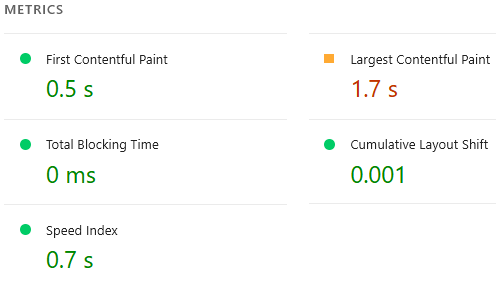 METRICS
First Contentful Paint
0.5 s
Largest Contentful Paint
1.7 s
Total Blocking Time
0 ms
Cumulative Layout Shift
0.001
Speed Index
0.7 s